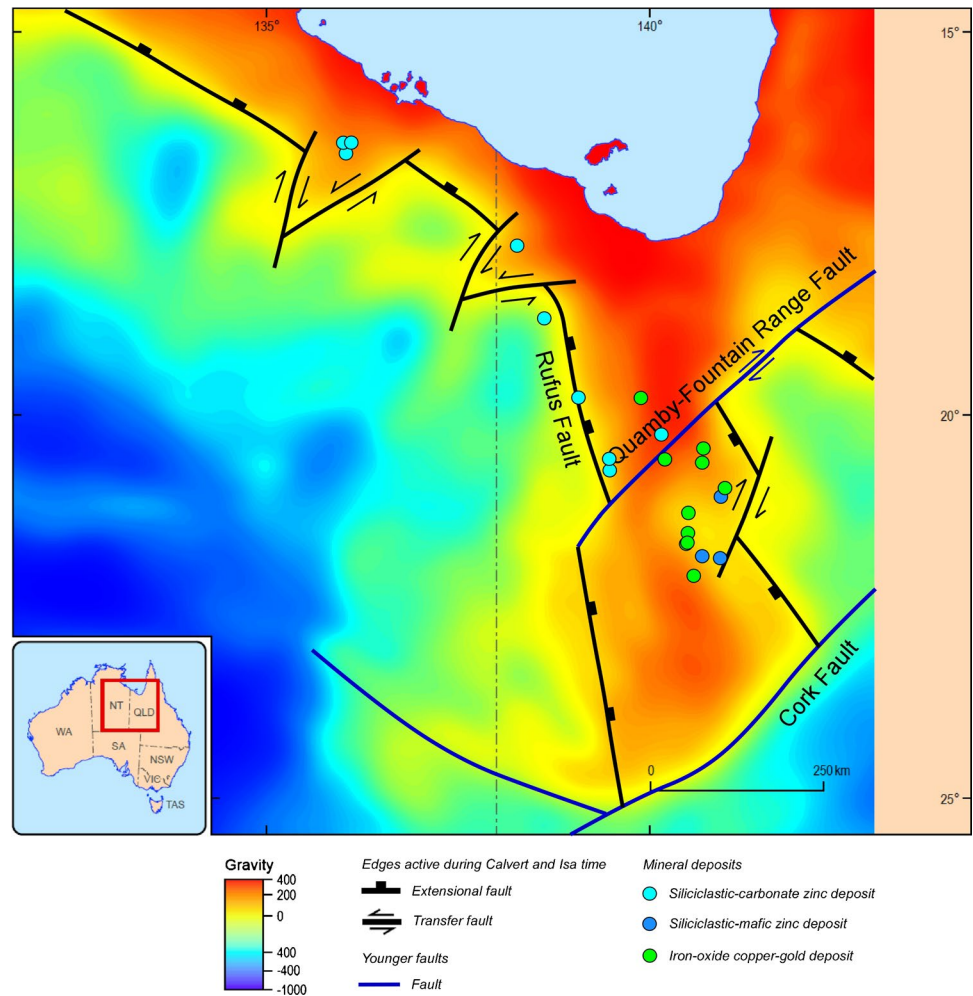 135°
140°
15°
20°
25°
Rufus Fault
Quamby-Fountain Range Fault
Cork Fault
0
250 km
WA
NT
QLD
SA
NSW
VIC
TAS
Gravity
400
200
0
400
-400
-1000
Edges active during Calvert and Isa time
Extensional fault
Transfer fault
Younger faults
Fault
Mineral deposits
Siliciclastic-carbonate zinc deposit
Siliciclastic-mafic zinc deposit
Iron-oxide copper-gold deposit